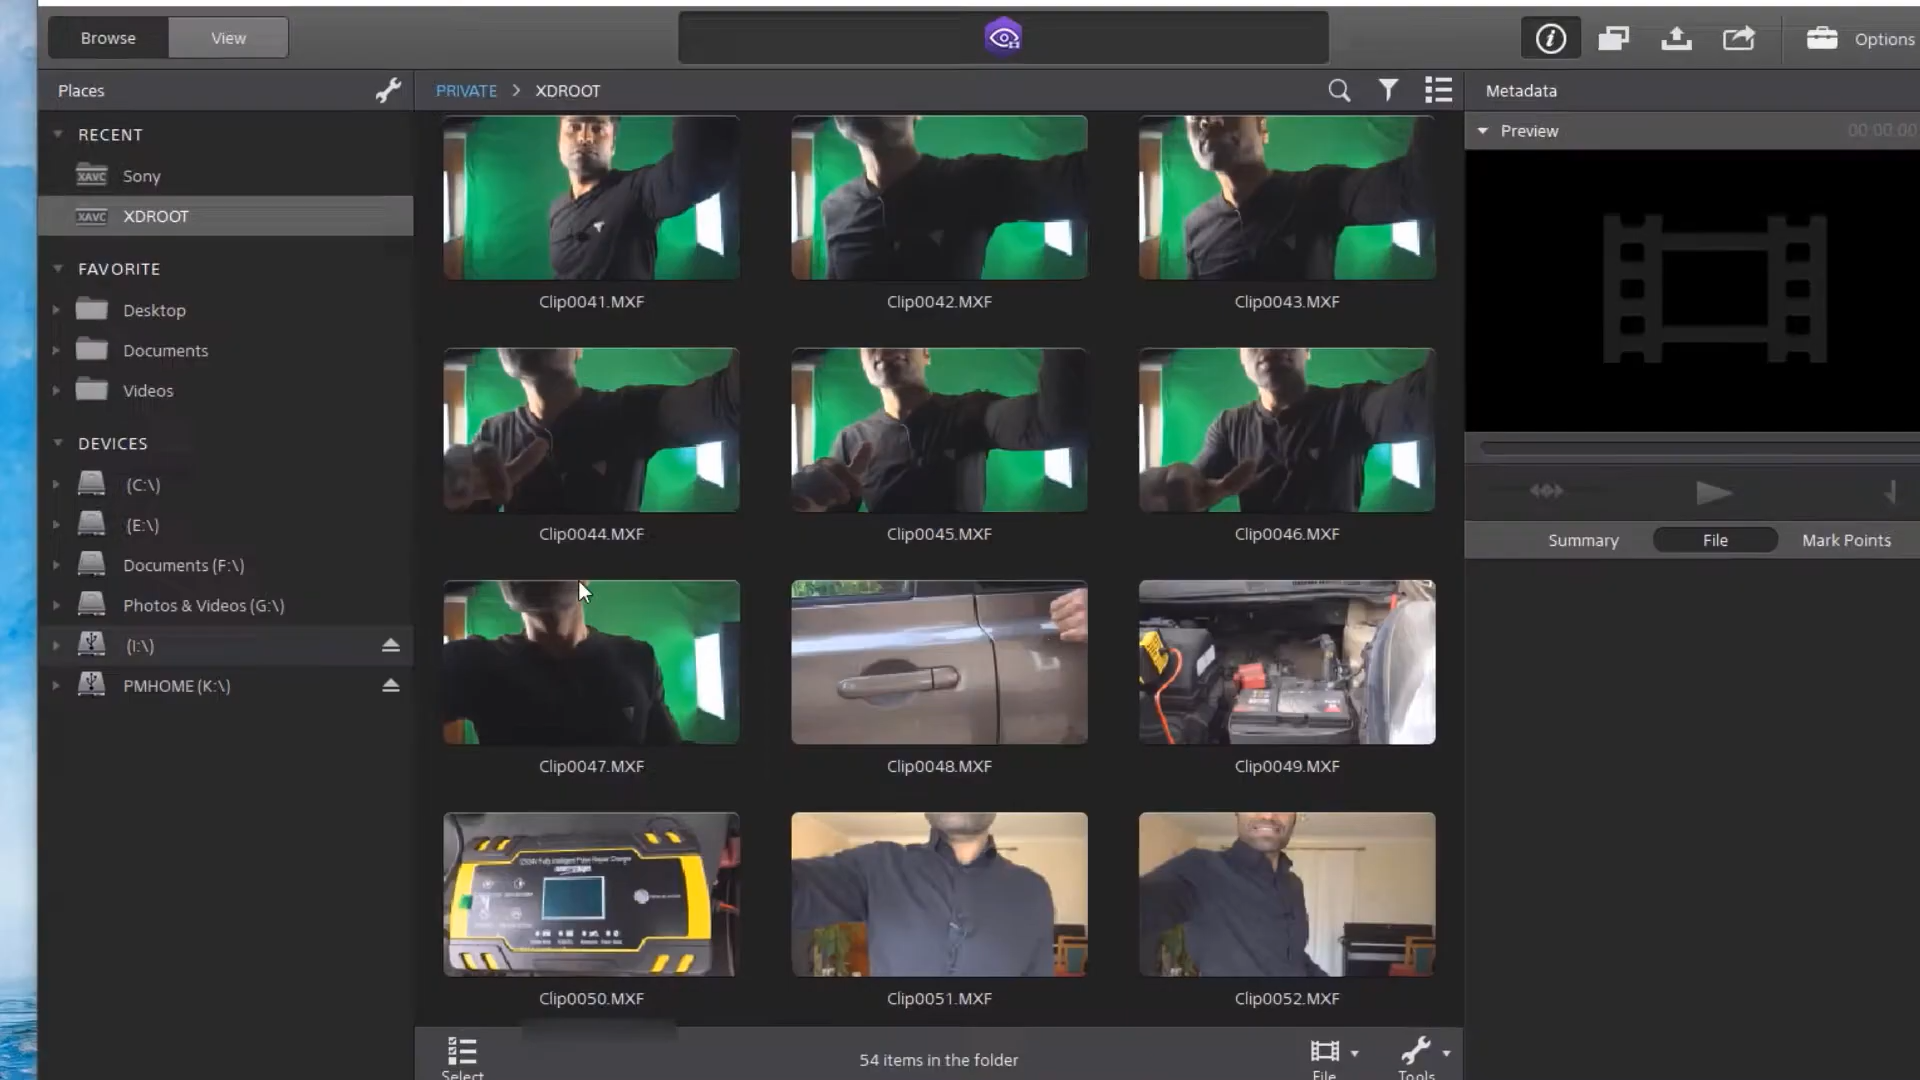 Browse
View
Options
Places
PRIVATE > XDROOT
Metadata
RECENT
XAVC Sony
XAVC XDROOT
FAVORITE
Desktop
Documents
Videos
DEVICES
(C:\)
(E:\)
Documents (F:\)
Photos & Videos (G:\)
(I:\)
PMHOME (K:\)
Clip0041.MXF
Clip0042.MXF
Clip0043.MXF
Clip0044.MXF
Clip0045.MXF
Clip0046.MXF
Clip0047.MXF
Clip0048.MXF
Clip0049.MXF
Clip0050.MXF
Clip0051.MXF
Clip0052.MXF
Preview
00:00:00
Summary
File
Mark Points
Select
54 items in the folder
File
Tools